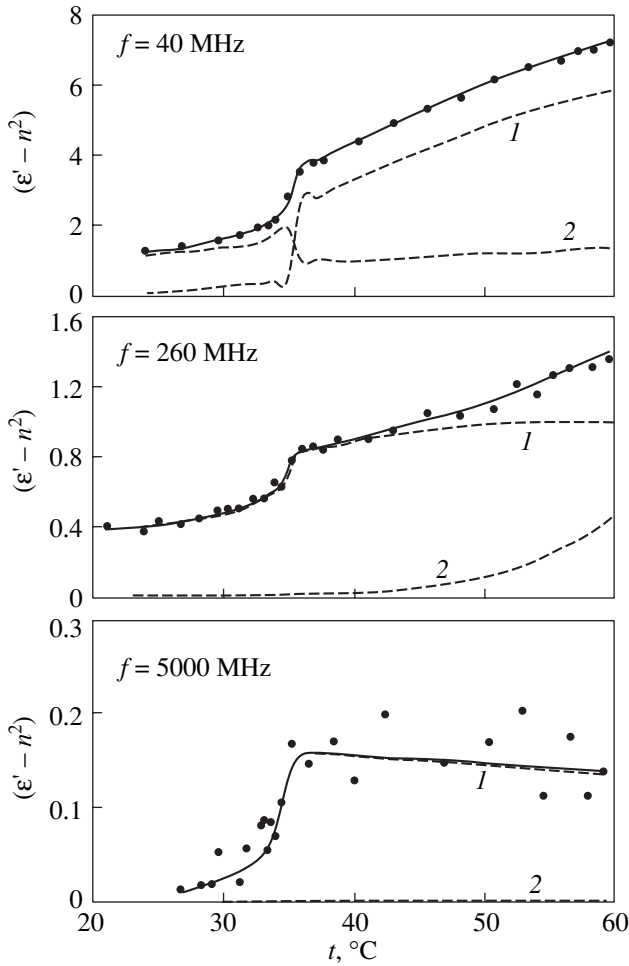 8
f = 40 MHz
6
(ε' – n²)
4
1
2
2
0
1.6
f = 260 MHz
1.2
(ε' – n²)
0.8
1
0.4
2
0
0.3
f = 5000 MHz
0.2
(ε' – n²)
1
0.1
2
0
20 30 40 50 60
t, °C